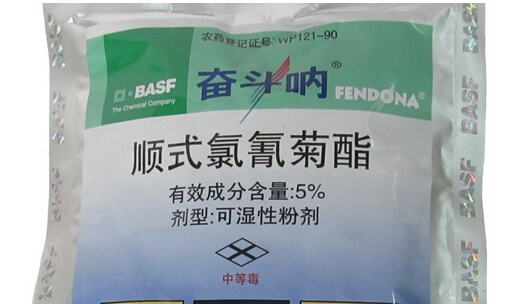 农药登记证号:WP121-90
BASF
The Chemical Company
奋斗呐®
FENDONA®
顺式氯氰菊酯
有效成分含量:5%
剂型:可湿性粉剂
中等毒
BASF
BASF